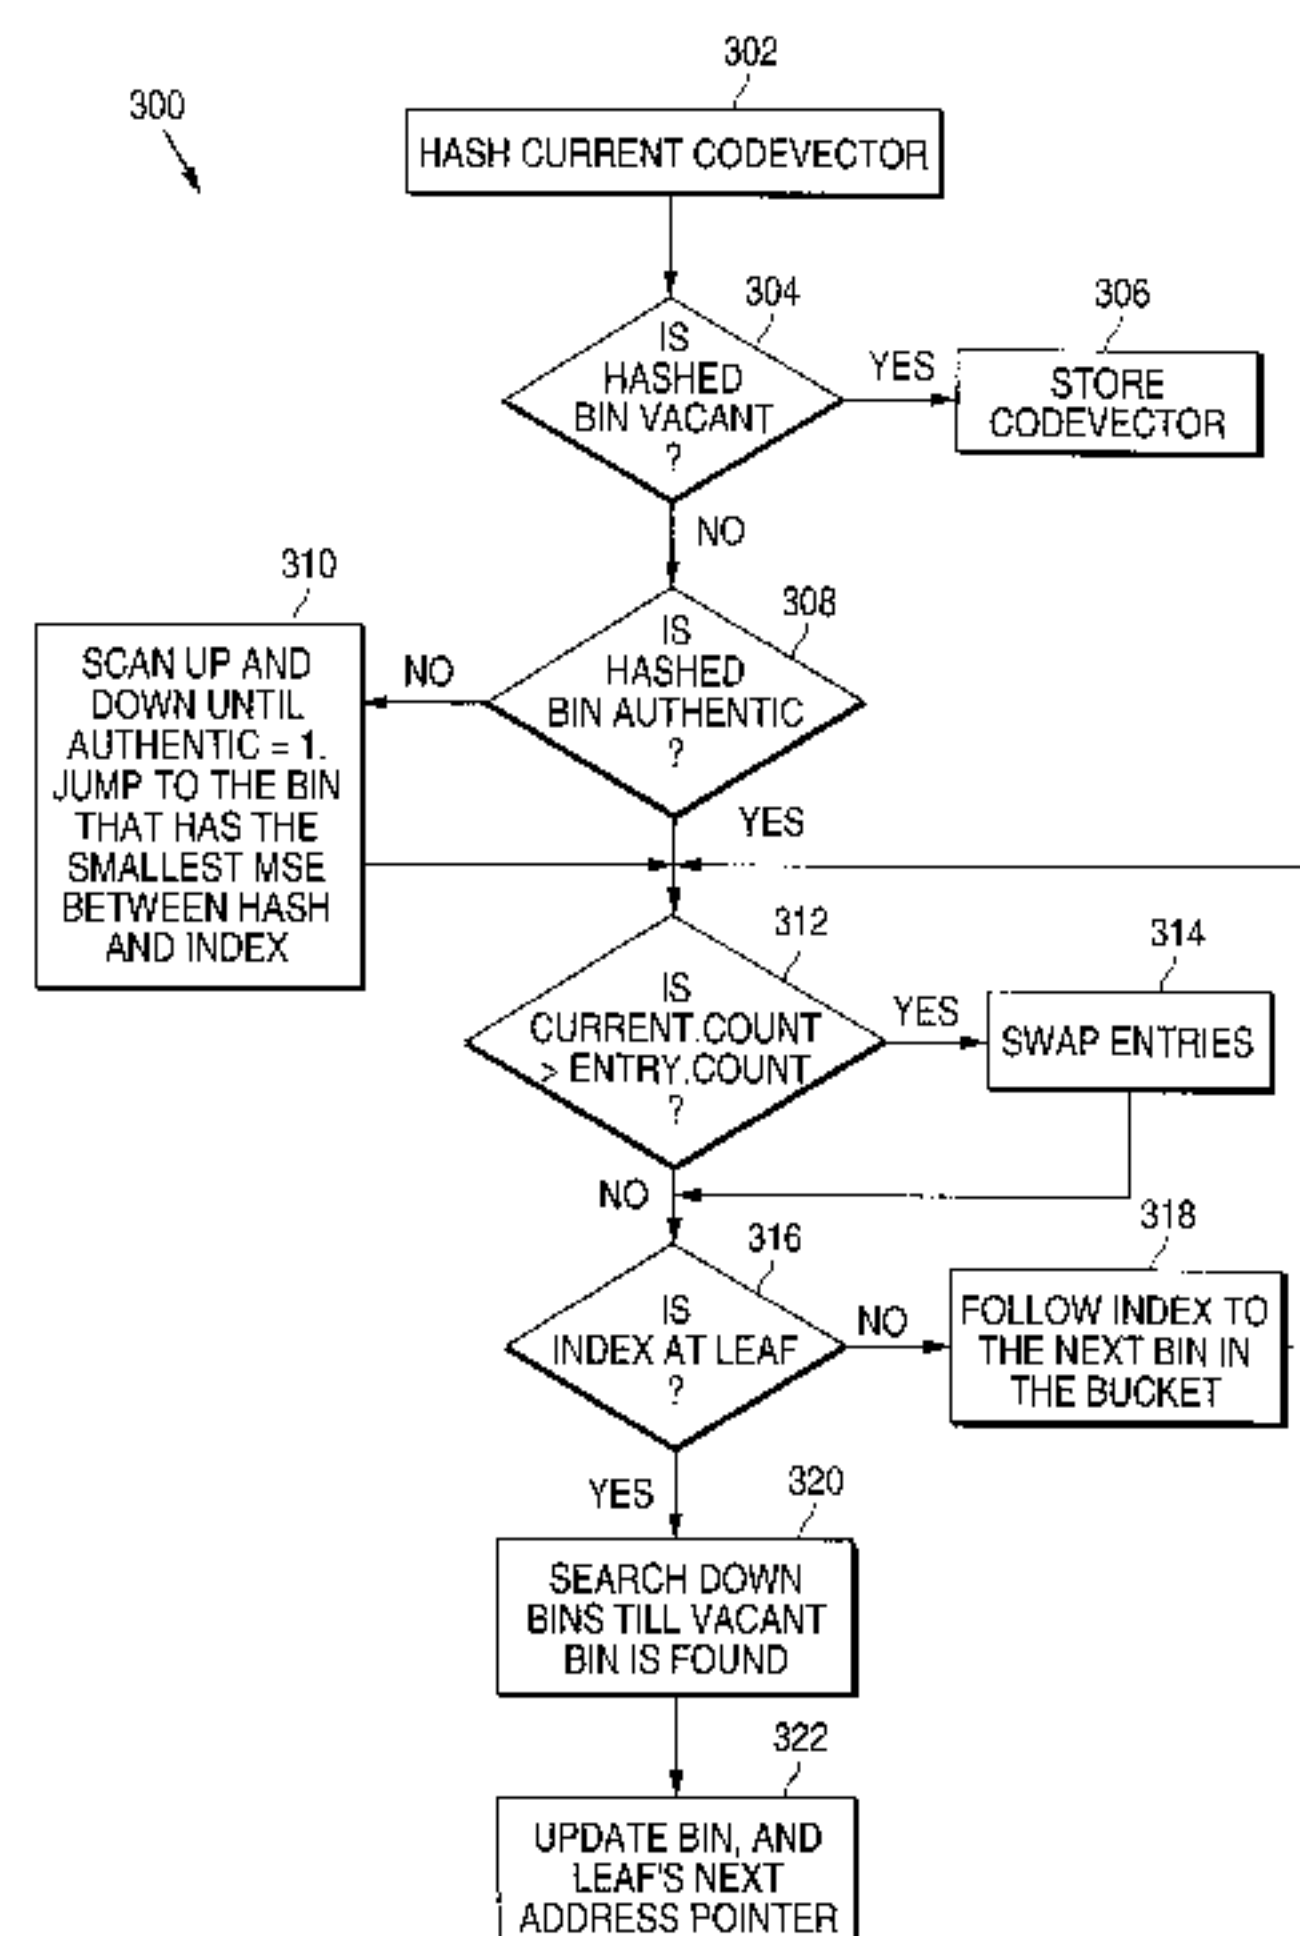 302
300
HASH CURRENT CODEVECTOR
304
306
IS
HASHED
BIN VACANT
?
YES
STORE
CODEVECTOR
NO
310
308
SCAN UP AND
DOWN UNTIL
AUTHENTIC = 1.
JUMP TO THE BIN
THAT HAS THE
SMALLEST MSE
BETWEEN HASH
AND INDEX
NO
IS
HASHED
BIN AUTHENTIC
?
YES
312
314
IS
CURRENT.COUNT
> ENTRY.COUNT
?
YES
SWAP ENTRIES
NO
316
318
IS
INDEX AT LEAF
?
NO
FOLLOW INDEX TO
THE NEXT BIN IN
THE BUCKET
YES
320
SEARCH DOWN
BINS TILL VACANT
BIN IS FOUND
322
UPDATE BIN, AND
LEAF'S NEXT
ADDRESS POINTER